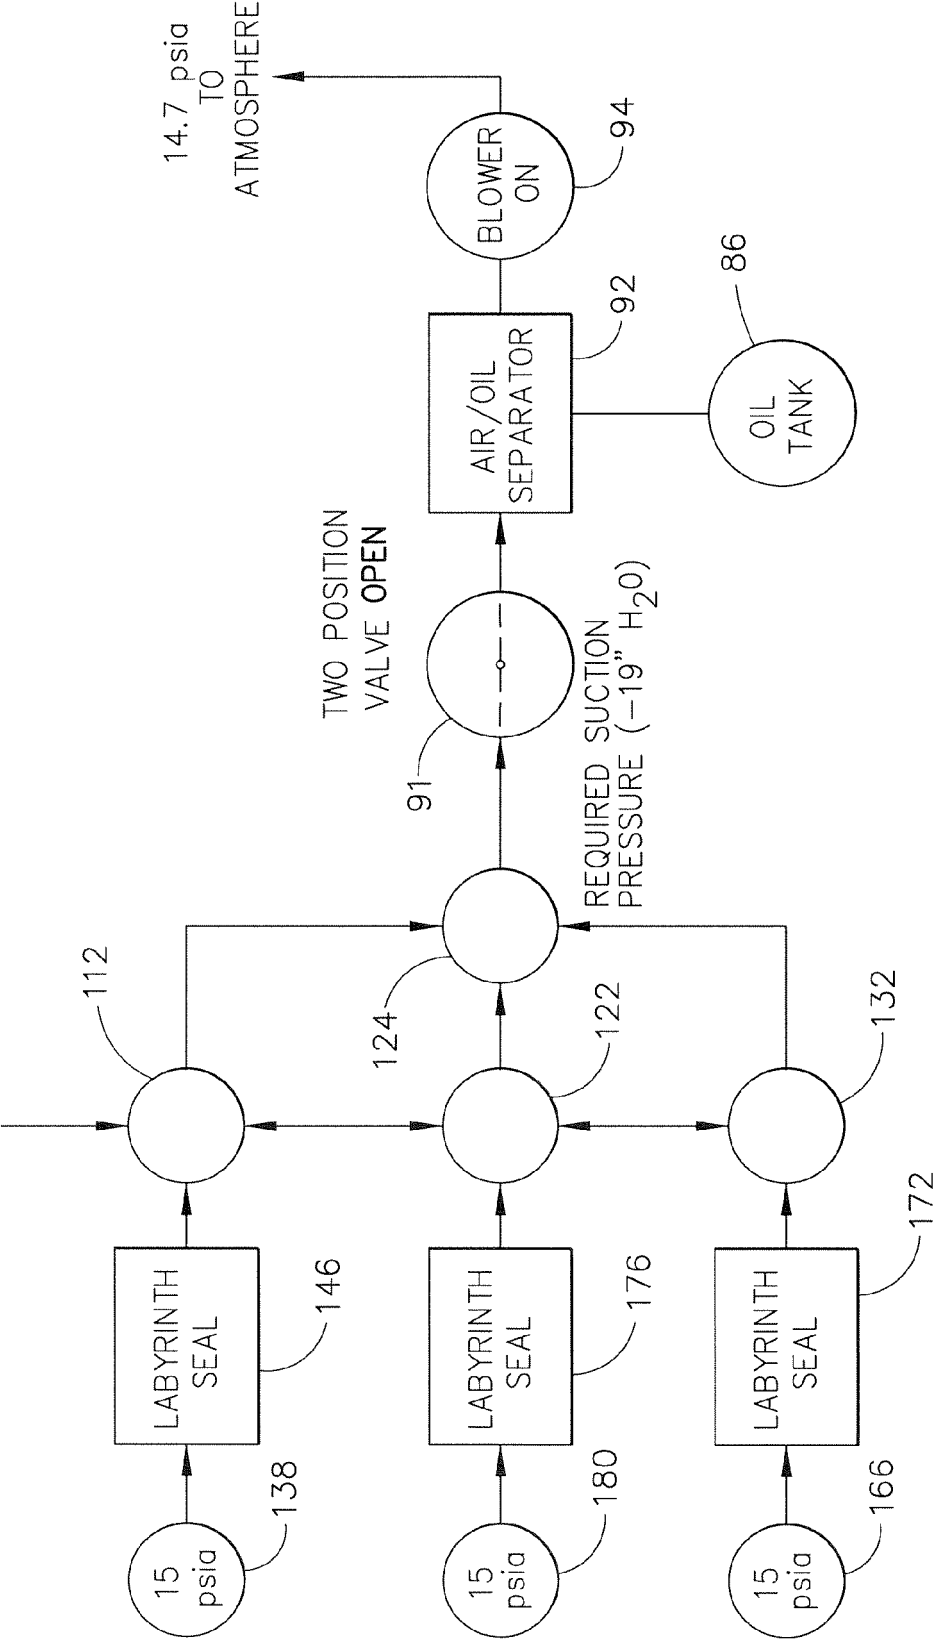 14.7 psia
TO
ATMOSPHERE
BLOWER
ON
94
AIR/OIL
SEPARATOR
92
OIL
TANK
86
TWO POSITION
VALVE OPEN
91
REQUIRED SUCTION
PRESSURE (-19" H2O)
124
112
122
132
LABYRINTH
SEAL
146
LABYRINTH
SEAL
176
LABYRINTH
SEAL
172
15
psia
138
15
psia
180
15
psia
166